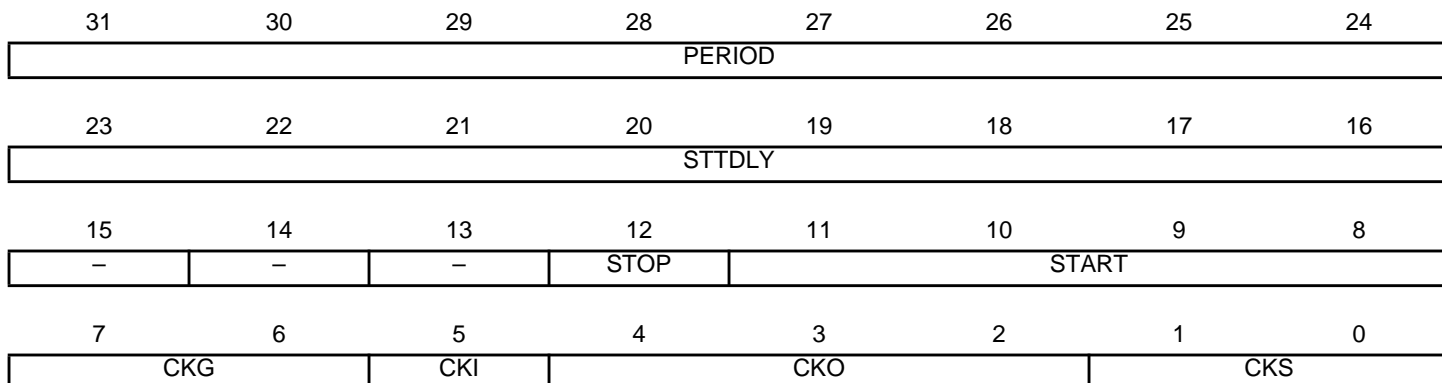 31 30 29 28 27 26 25 24
PERIOD
23 22 21 20 19 18 17 16
STTDLY
15 14 13 12 11 10 9 8
– – – STOP START
7 6 5 4 3 2 1 0
CKG CKI CKO CKS